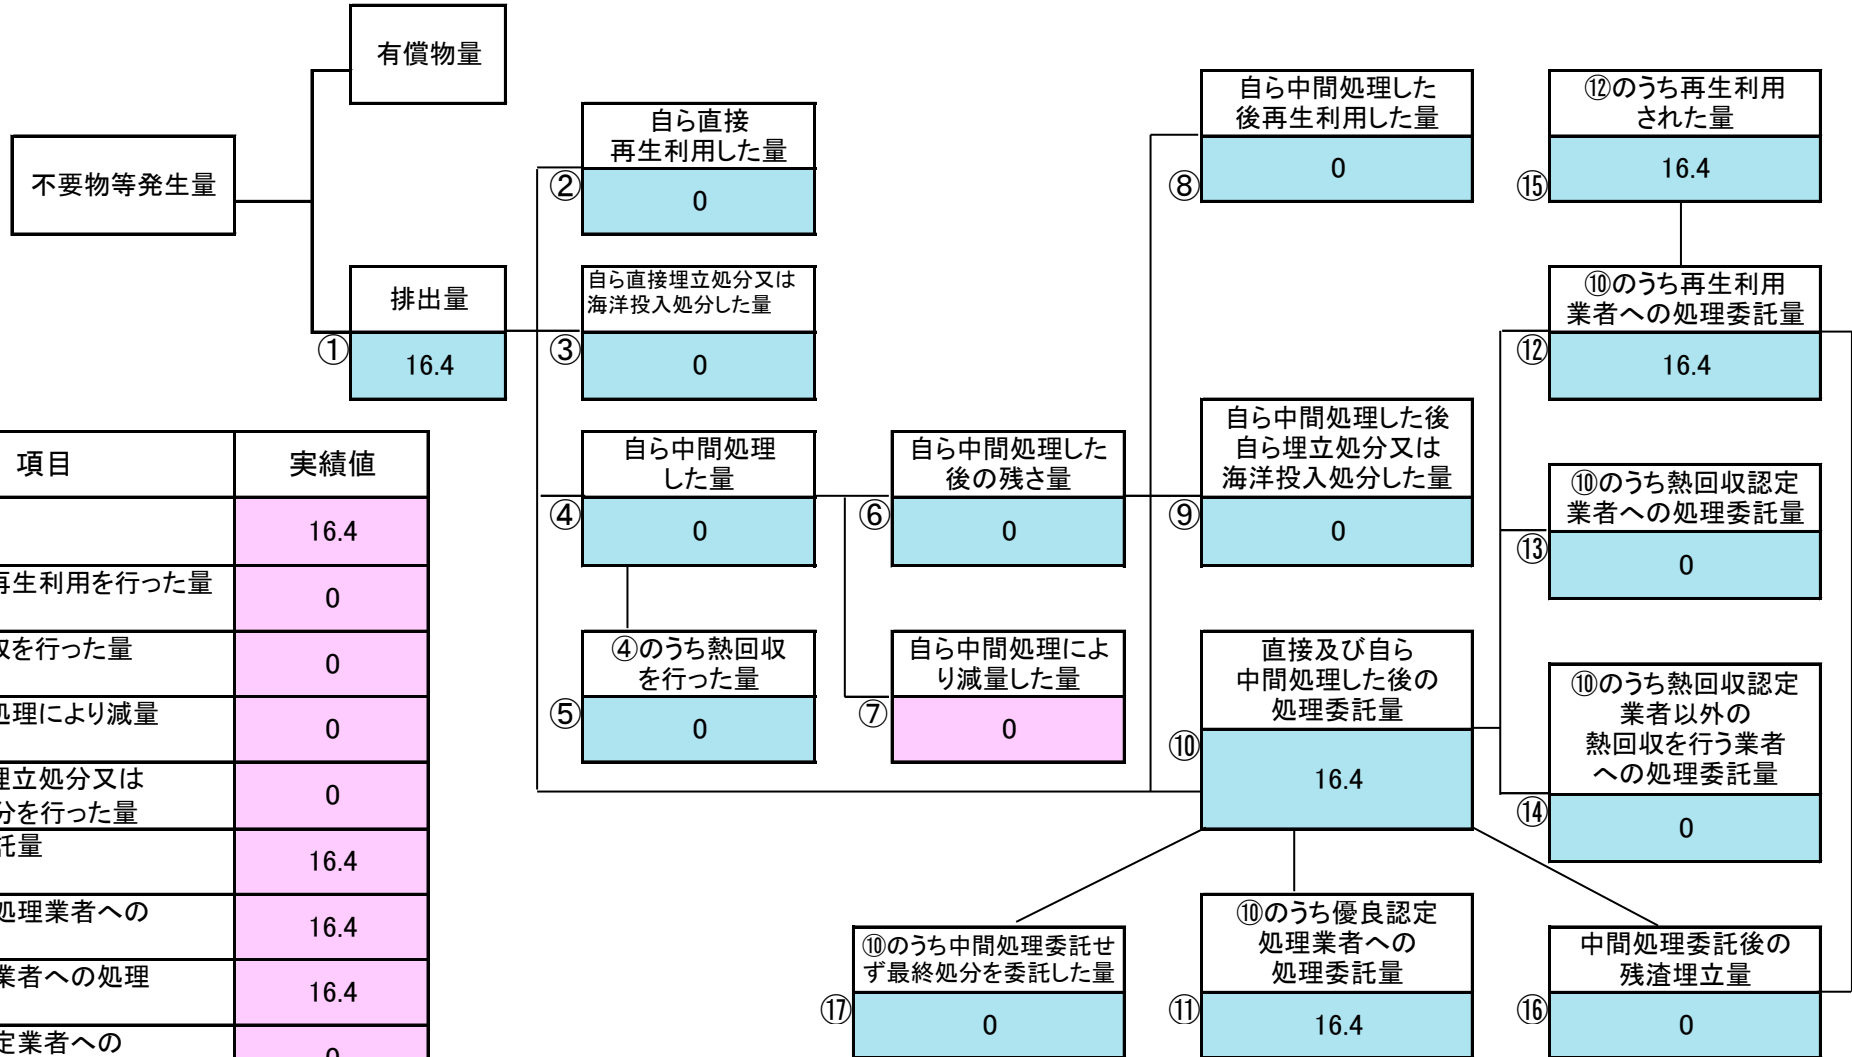 有償物量
不要物等発生量
排出量
①
16.4
自ら直接
再生利用した量
②
0
自ら直接埋立処分又は
海洋投入処分した量
③
0
自ら中間処理
した量
④
0
④のうち熱回収
を行った量
⑤
0
自ら中間処理した
後の残さ量
⑥
0
自ら中間処理によ
り減量した量
⑦
0
自ら中間処理した
後再生利用した量
⑧
0
自ら中間処理した後
自ら埋立処分又は
海洋投入処分した量
⑨
0
直接及び自ら
中間処理した後の
処理委託量
⑩
16.4
⑫のうち再生利用
された量
⑮
16.4
⑩のうち再生利用
業者への処理委託量
⑫
16.4
⑩のうち熱回収認定
業者への処理委託量
⑬
0
⑩のうち熱回収認定
業者以外の
熱回収を行う業者
への処理委託量
⑭
0
⑩のうち中間処理委託せ
ず最終処分を委託した量
⑰
0
⑩のうち優良認定
処理業者への
処理委託量
⑪
16.4
中間処理委託後の
残渣埋立量
⑯
0
項目 実績値
16.4
再生利用を行った量 0
を行った量 0
処理により減量 0
埋立処分又は
分を行った量 0
託量 16.4
処理業者への 16.4
業者への処理 16.4
定業者への 0